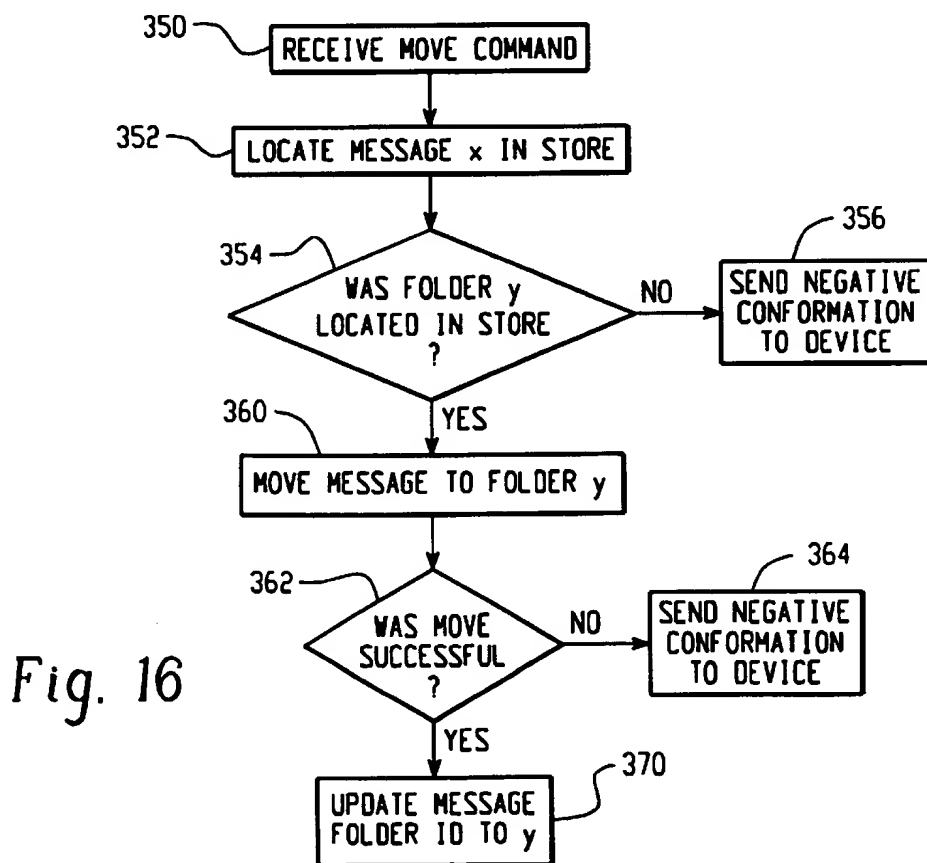 350
RECEIVE MOVE COMMAND
352
LOCATE MESSAGE x IN STORE
354
WAS FOLDER y
LOCATED IN STORE
?
NO
356
SEND NEGATIVE
CONFORMATION
TO DEVICE
YES
360
MOVE MESSAGE TO FOLDER y
362
WAS MOVE
SUCCESSFUL
?
NO
364
SEND NEGATIVE
CONFORMATION
TO DEVICE
Fig. 16
YES
370
UPDATE MESSAGE
FOLDER ID TO y